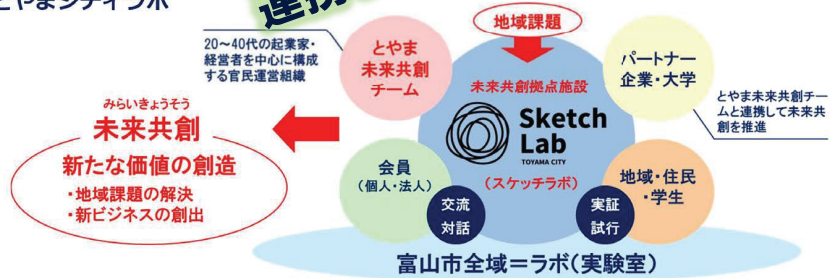 とやまシティラボ
連携
地域課題
20～40代の起業家・
経営者を中心に構成
する官民運営組織
とやま
未来共創
チーム
パートナー
企業・大学
未来共創拠点施設
Sketch
Lab
TOYAMA CITY
(スケッチラボ)
とやま未来共創チー
ムと連携して未来共
創を推進
みらいきょうそう
未来共創
新たな価値の創造
・地域課題の解決
・新ビジネスの創出
会員
(個人・法人)
交流
対話
実証
試行
地域・住民
・学生
富山市全域＝ラボ(実験室)